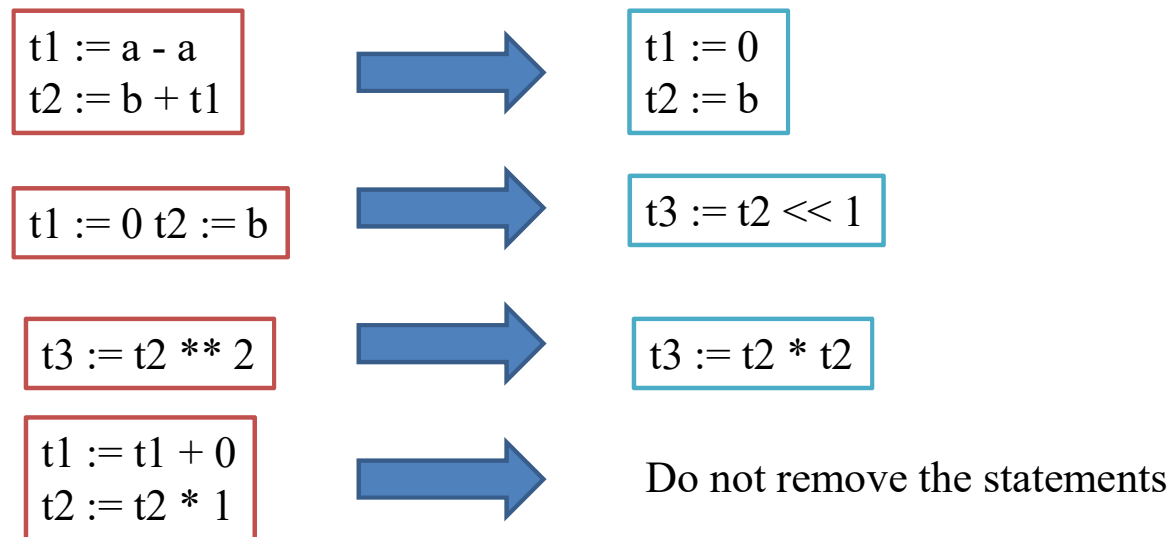 t1 := a - a
t2 := b + t1
t1 := 0
t2 := b
t1 := 0 t2 := b
t3 := t2 << 1
t3 := t2 ** 2
t3 := t2 * t2
t1 := t1 + 0
t2 := t2 * 1
Do not remove the statements